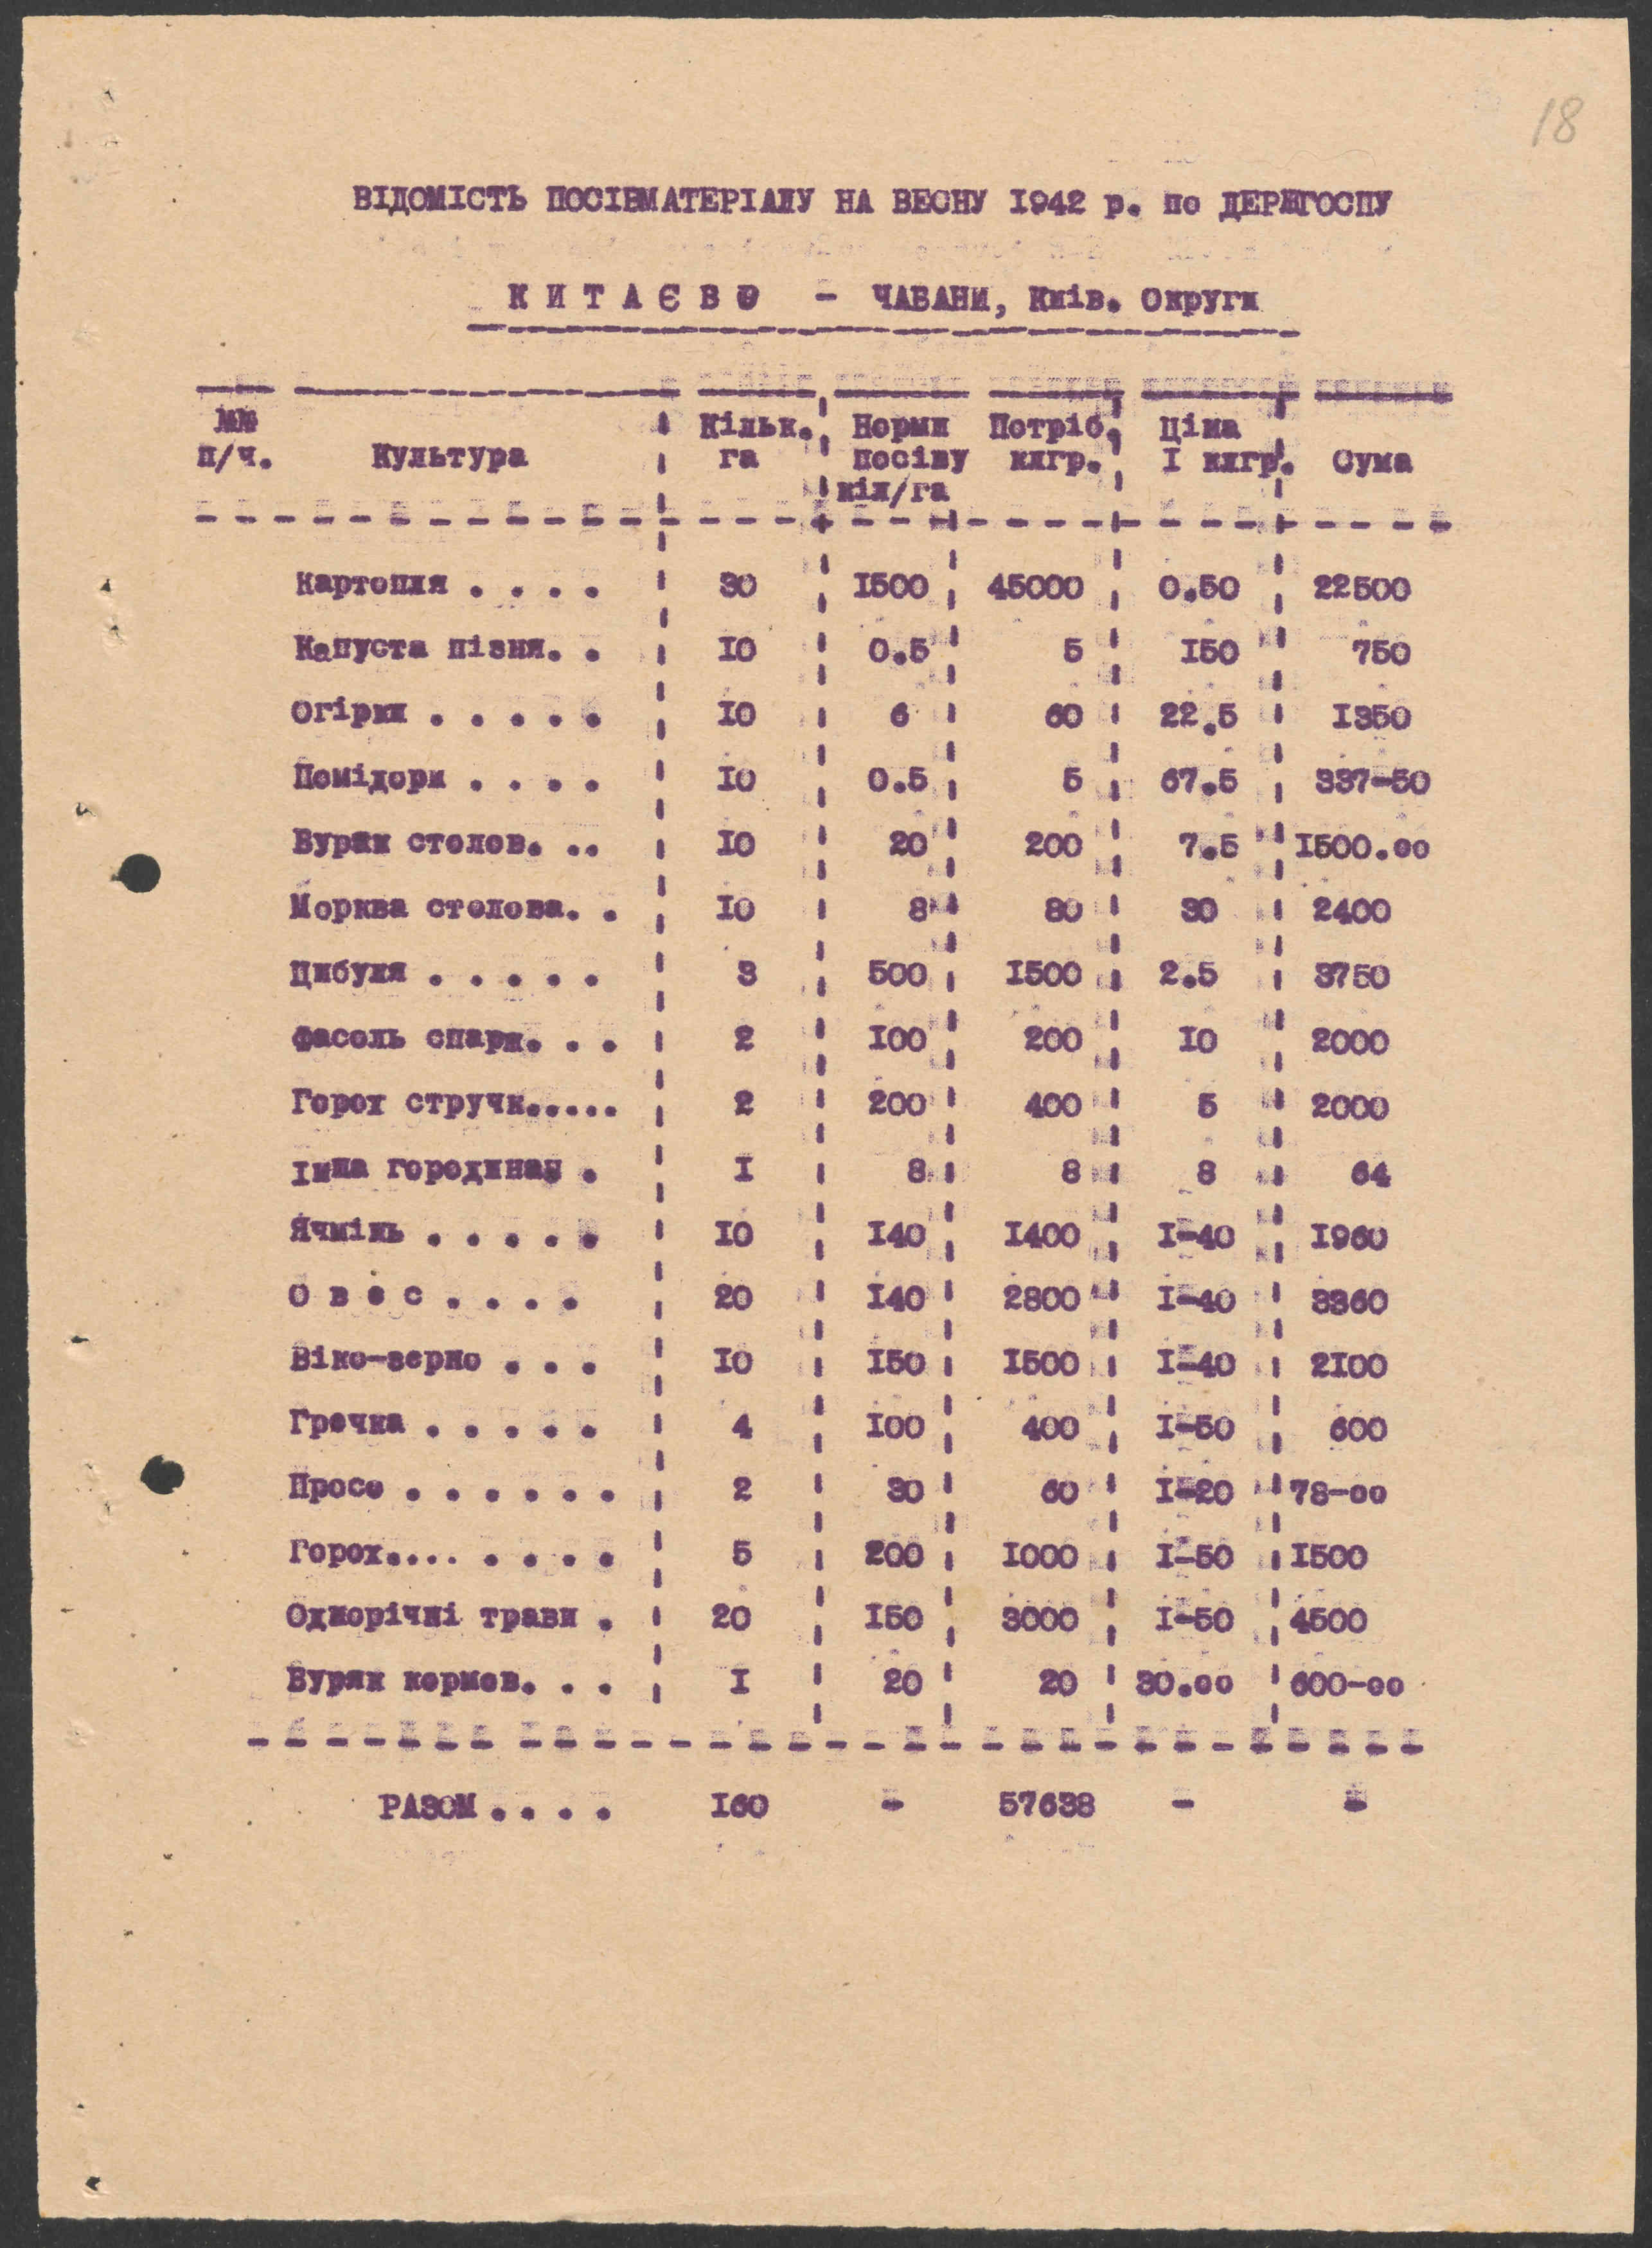 18
ВІДОМІСТЬ ПОСІВМАТЕРІАЛУ НА ВЕСНУ 1942 р. по ДЕРЖГОСПУ
К И Т А Є В О - ЧАБАНИ, Київ. Округи
№№ Кільк. Норми Потріб. Ціна
п/ч. Культура га посіву клгр. І клгр. Сума
кіл/га
Картопля . . . . 30 1500 45000 0.50 22500
Капуста пізня. . 10 0.5 5 150 750
Огірки . . . . . 10 6 60 22.5 1350
Помідори . . . . 10 0.5 5 67.5 337-50
Буряк столов. .. 10 20 200 7.5 1500.00
Морква столова. . 10 8 80 30 2400
Цибуля . . . . . 3 500 1500 2.5 3750
Фасоль спарж. . . 2 100 200 10 2000
Горох стручк..... 2 200 400 5 2000
Інша городина . 1 8 8 8 64
Ячмінь . . . . . 10 140 1400 1-40 1960
О в е с . . . . 20 140 2800 1-40 3360
Віко-зерно . . . 10 150 1500 1-40 2100
Гречка . . . . . 4 100 400 1-50 600
Просо . . . . . . 2 30 60 1-20 78-00
Горох.... . . . . 5 200 1000 1-50 1500
Однорічні трави . 20 150 3000 1-50 4500
Буряк кормов. . . 1 20 20 30.00 600-00
РАЗОМ . . . . 160 - 57638 - -